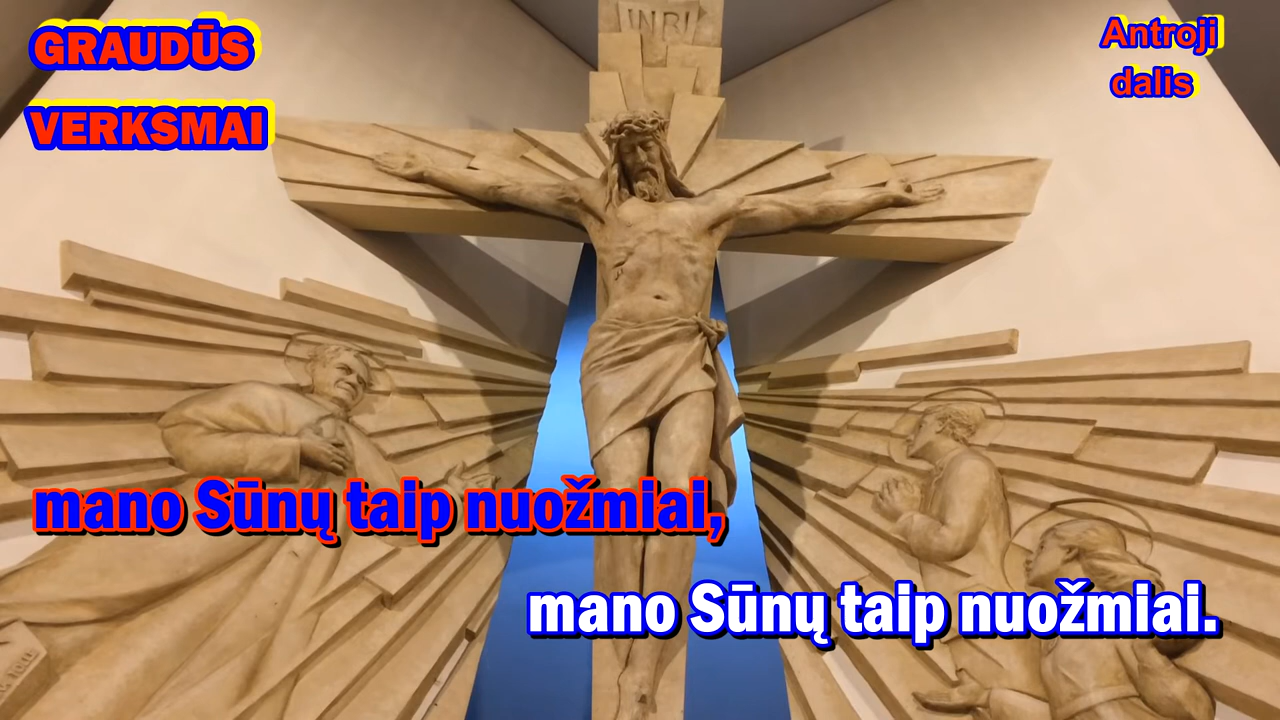 INRI
GRAUDŪS
VERKSMAI
Antroji
dalis
mano Sūnų taip nuožmiai,
mano Sūnų taip nuožmiai.